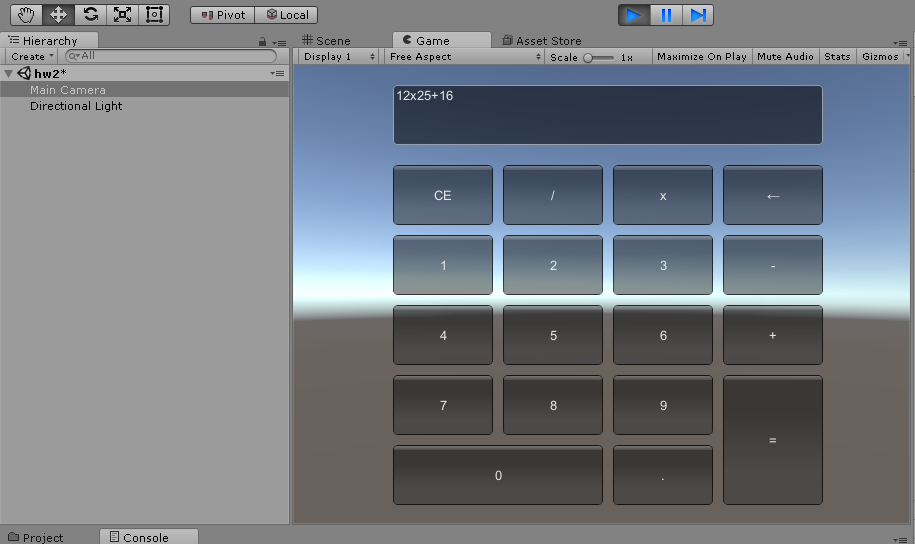 Pivot Local
Hierarchy Scene Game Asset Store
Create All Display 1 Free Aspect Scale 1x Maximize On Play Mute Audio Stats Gizmos
hw2*
Main Camera
Directional Light
12x25+16
CE / x ←
1 2 3 -
4 5 6 +
7 8 9
=
0 .
Project Console